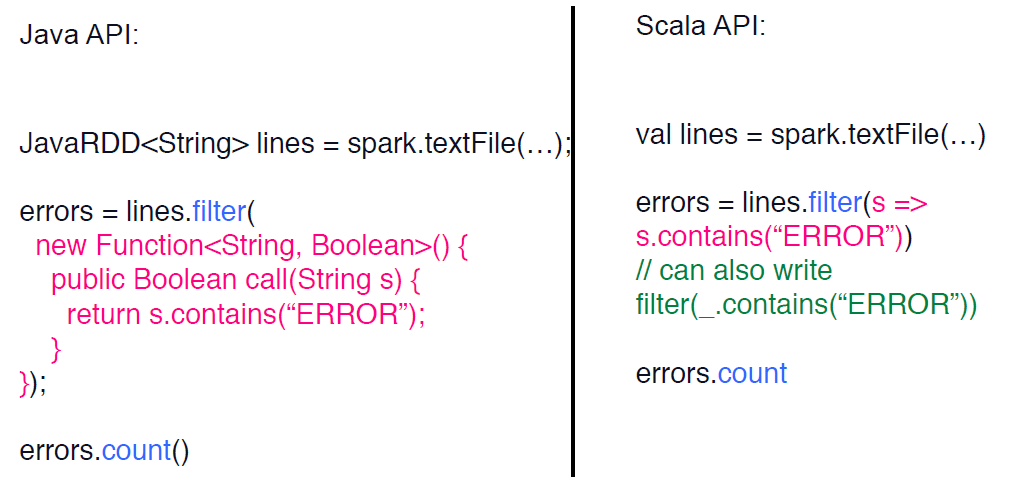 Java API:
JavaRDD<String> lines = spark.textFile(…);
errors = lines.filter(
new Function<String, Boolean>() {
public Boolean call(String s) {
return s.contains(“ERROR”);
}
});
errors.count()
Scala API:
val lines = spark.textFile(…)
errors = lines.filter(s =>
s.contains(“ERROR”))
// can also write
filter(_.contains(“ERROR”))
errors.count